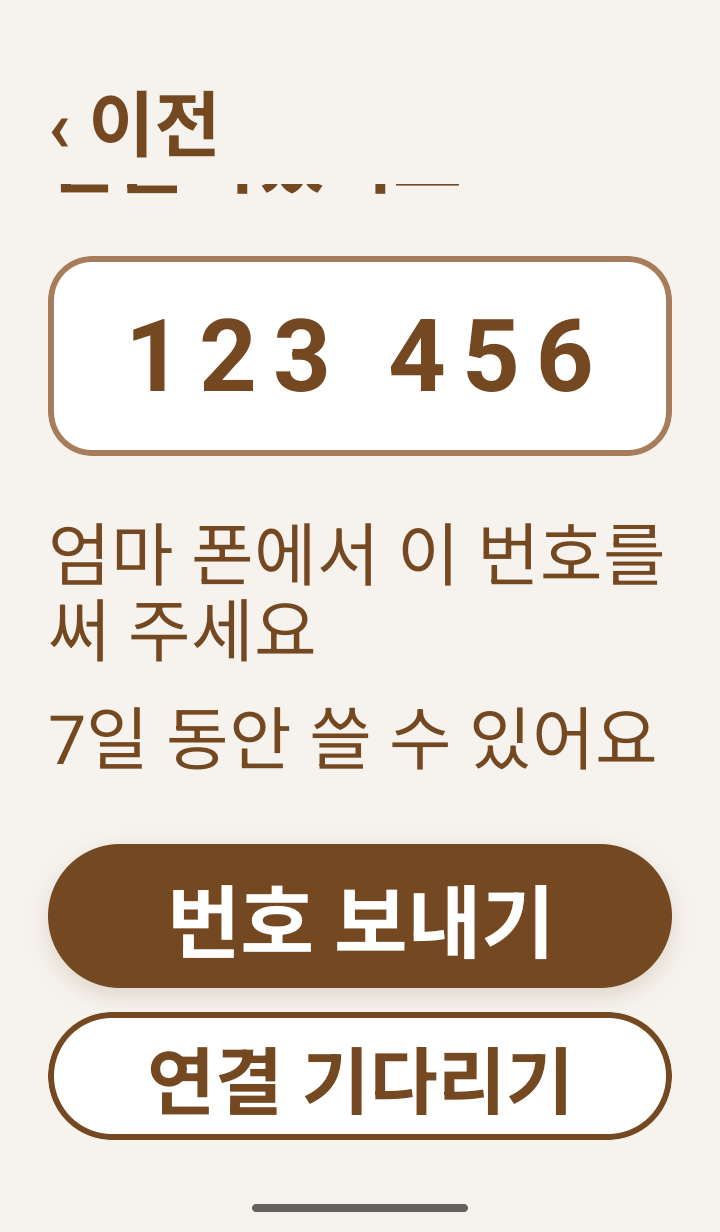 ‹ 이전
123 456
엄마 폰에서 이 번호를
써 주세요
7일 동안 쓸 수 있어요
번호 보내기
연결 기다리기